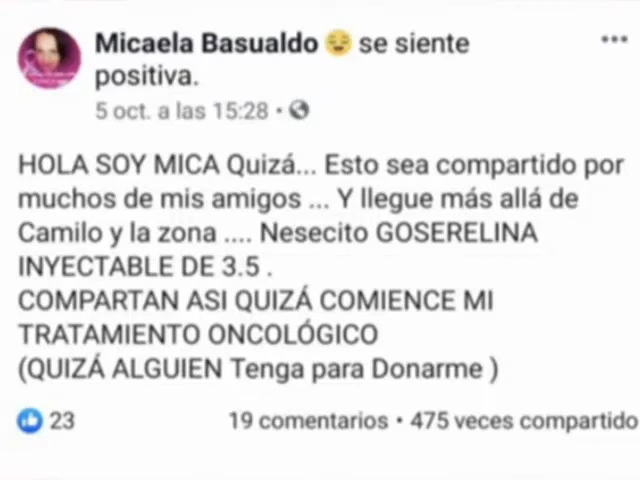 Micaela Basualdo 😌 se siente
positiva.
5 oct. a las 15:28 ·
HOLA SOY MICA Quizá... Esto sea compartido por
muchos de mis amigos ... Y llegue más allá de
Camilo y la zona .... Nesecito GOSERELINA
INYECTABLE DE 3.5 .
COMPARTAN ASI QUIZÁ COMIENCE MI
TRATAMIENTO ONCOLÓGICO
(QUIZÁ ALGUIEN Tenga para Donarme )
23 19 comentarios • 475 veces compartido